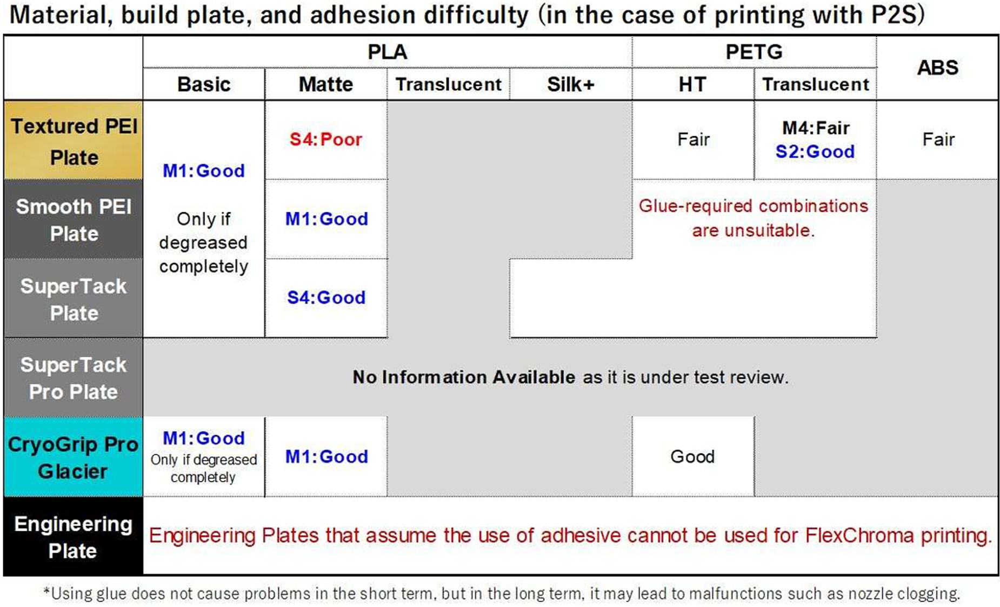 Material, build plate, and adhesion difficulty (in the case of printing with P2S)
PLA
PETG
ABS
Basic
Matte
Translucent
Silk+
HT
Translucent
Textured PEI
Plate
M1:Good
Only if
degreased
completely
S4:Poor
Fair
M4:Fair
S2:Good
Fair
Smooth PEI
Plate
M1:Good
Glue-required combinations
are unsuitable.
SuperTack
Plate
S4:Good
SuperTack
Pro Plate
No Information Available as it is under test review.
CryoGrip Pro
Glacier
M1:Good
Only if degreased
completely
M1:Good
Good
Engineering
Plate
Engineering Plates that assume the use of adhesive cannot be used for FlexChroma printing.
*Using glue does not cause problems in the short term, but in the long term, it may lead to malfunctions such as nozzle clogging.